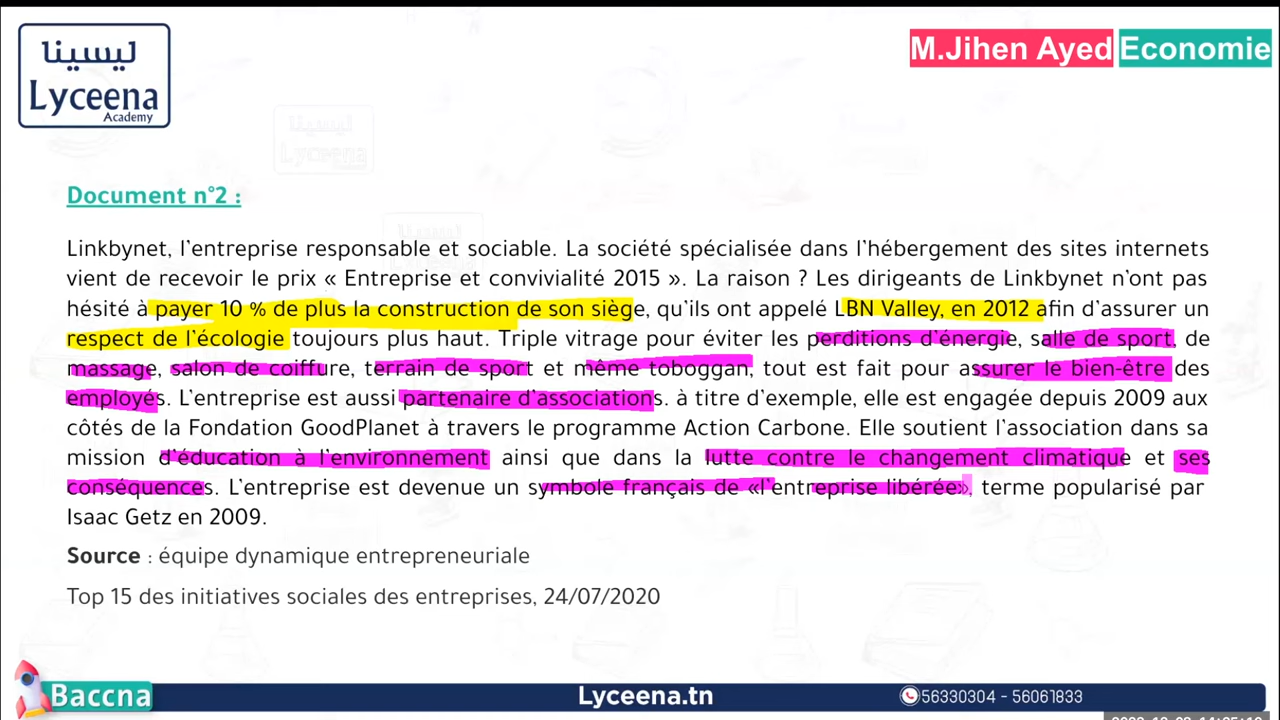 ليسينا
Lyceena
Academy
M.Jihen Ayed Economie
Document n°2 :
Linkbynet, l'entreprise responsable et sociable. La société spécialisée dans l'hébergement des sites internets
vient de recevoir le prix « Entreprise et convivialité 2015 ». La raison ? Les dirigeants de Linkbynet n'ont pas
hésité à payer 10 % de plus la construction de son siège, qu'ils ont appelé LBN Valley, en 2012 afin d'assurer un
respect de l'écologie toujours plus haut. Triple vitrage pour éviter les perditions d'énergie, salle de sport, de
massage, salon de coiffure, terrain de sport et même toboggan, tout est fait pour assurer le bien-être des
employés. L'entreprise est aussi partenaire d'associations. à titre d'exemple, elle est engagée depuis 2009 aux
côtés de la Fondation GoodPlanet à travers le programme Action Carbone. Elle soutient l'association dans sa
mission d'éducation à l'environnement ainsi que dans la lutte contre le changement climatique et ses
conséquences. L'entreprise est devenue un symbole français de «l'entreprise libérée», terme popularisé par
Isaac Getz en 2009.
Source : équipe dynamique entrepreneuriale
Top 15 des initiatives sociales des entreprises, 24/07/2020
Baccna
Lyceena.tn
56330304 - 56061833